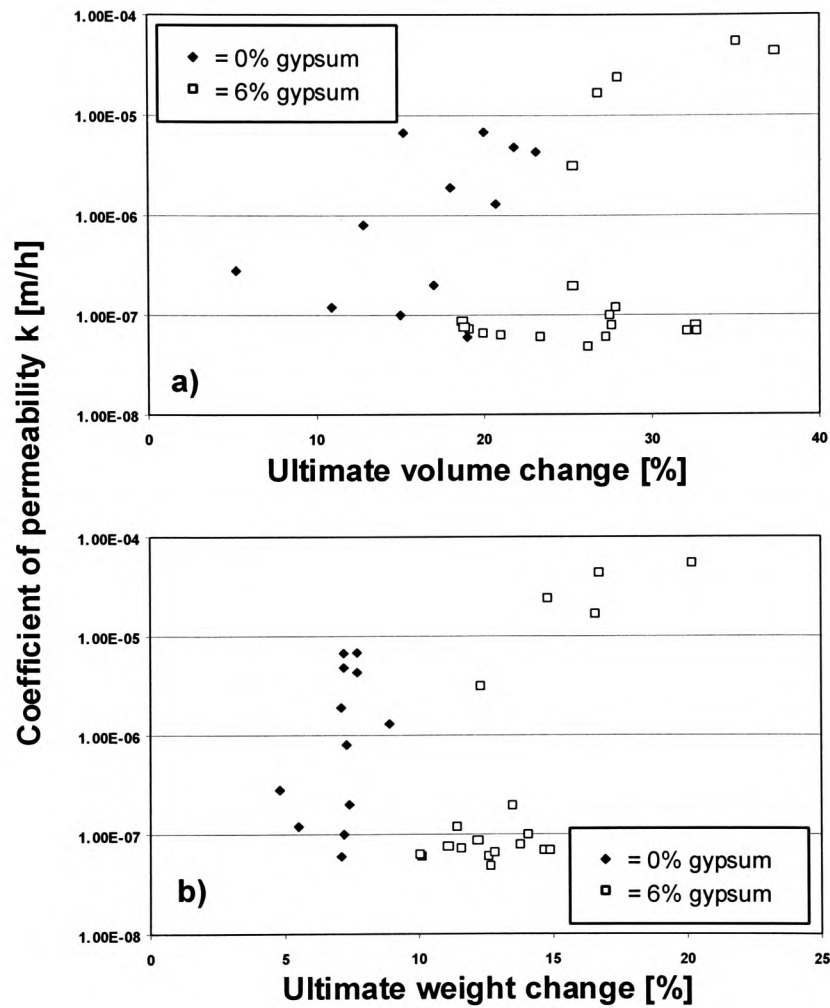 Coefficient of permeability k [m/h]
1.00E-04
1.00E-05
1.00E-06
1.00E-07
1.00E-08
◆ = 0% gypsum
□ = 6% gypsum
a)
0 10 20 30 40
Ultimate volume change [%]
1.00E-04
1.00E-05
1.00E-06
1.00E-07
1.00E-08
◆ = 0% gypsum
□ = 6% gypsum
b)
0 5 10 15 20 25
Ultimate weight change [%]